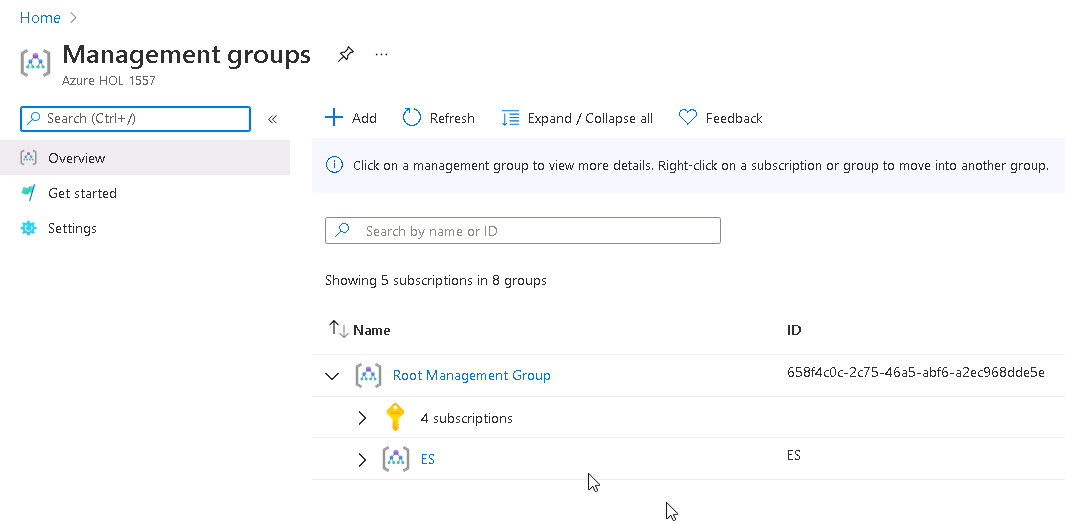 Home
Management groups
...
Azure HOL 1557
Search (Ctrl+/)
«
Add
Refresh
Expand / Collapse all
Feedback
Overview
Get started
Settings
Click on a management group to view more details. Right-click on a subscription or group to move into another group.
Search by name or ID
Showing 5 subscriptions in 8 groups
↑↓ Name ID
Root Management Group 658f4c0c-2c75-46a5-abf6-a2ec968dde5e
4 subscriptions
ES ES